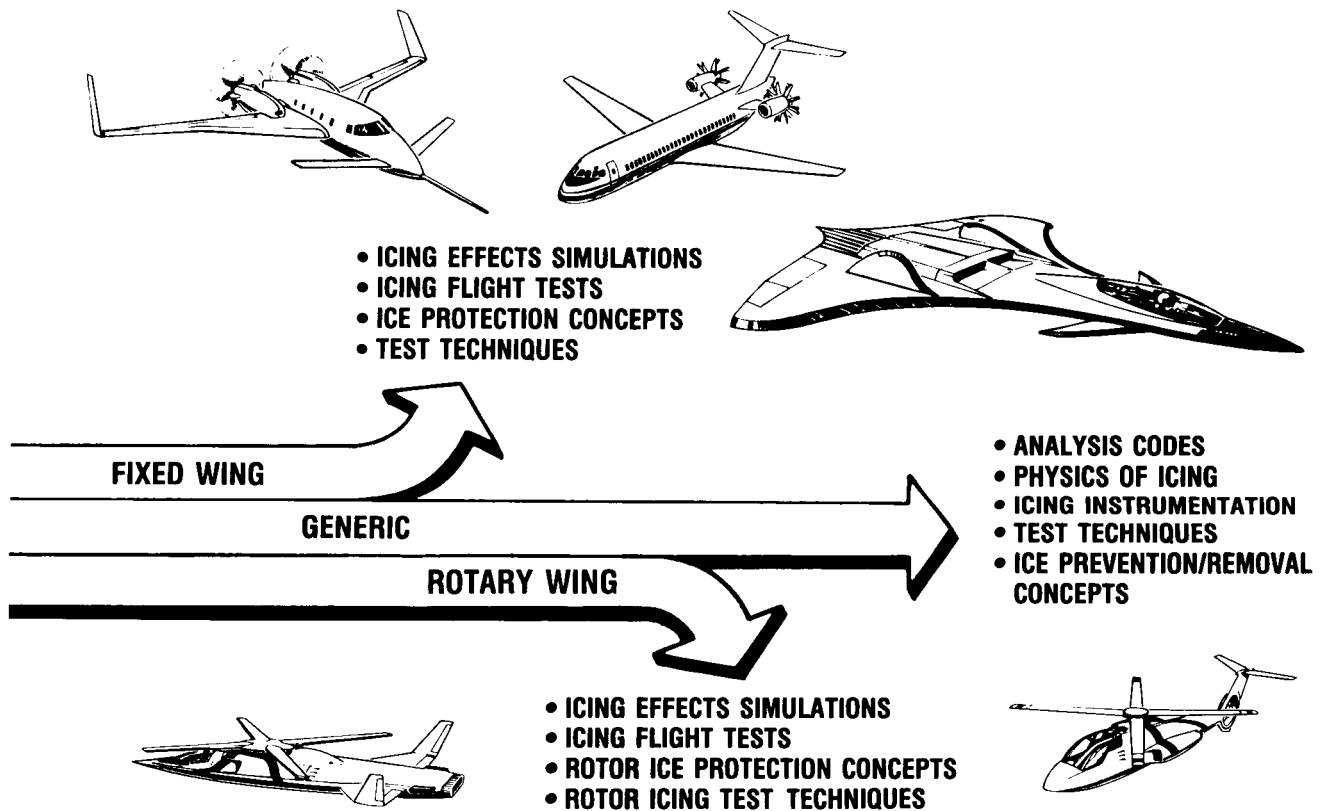 • ICING EFFECTS SIMULATIONS
• ICING FLIGHT TESTS
• ICE PROTECTION CONCEPTS
• TEST TECHNIQUES
FIXED WING
GENERIC
ROTARY WING
• ANALYSIS CODES
• PHYSICS OF ICING
• ICING INSTRUMENTATION
• TEST TECHNIQUES
• ICE PREVENTION/REMOVAL
CONCEPTS
• ICING EFFECTS SIMULATIONS
• ICING FLIGHT TESTS
• ROTOR ICE PROTECTION CONCEPTS
• ROTOR ICING TEST TECHNIQUES